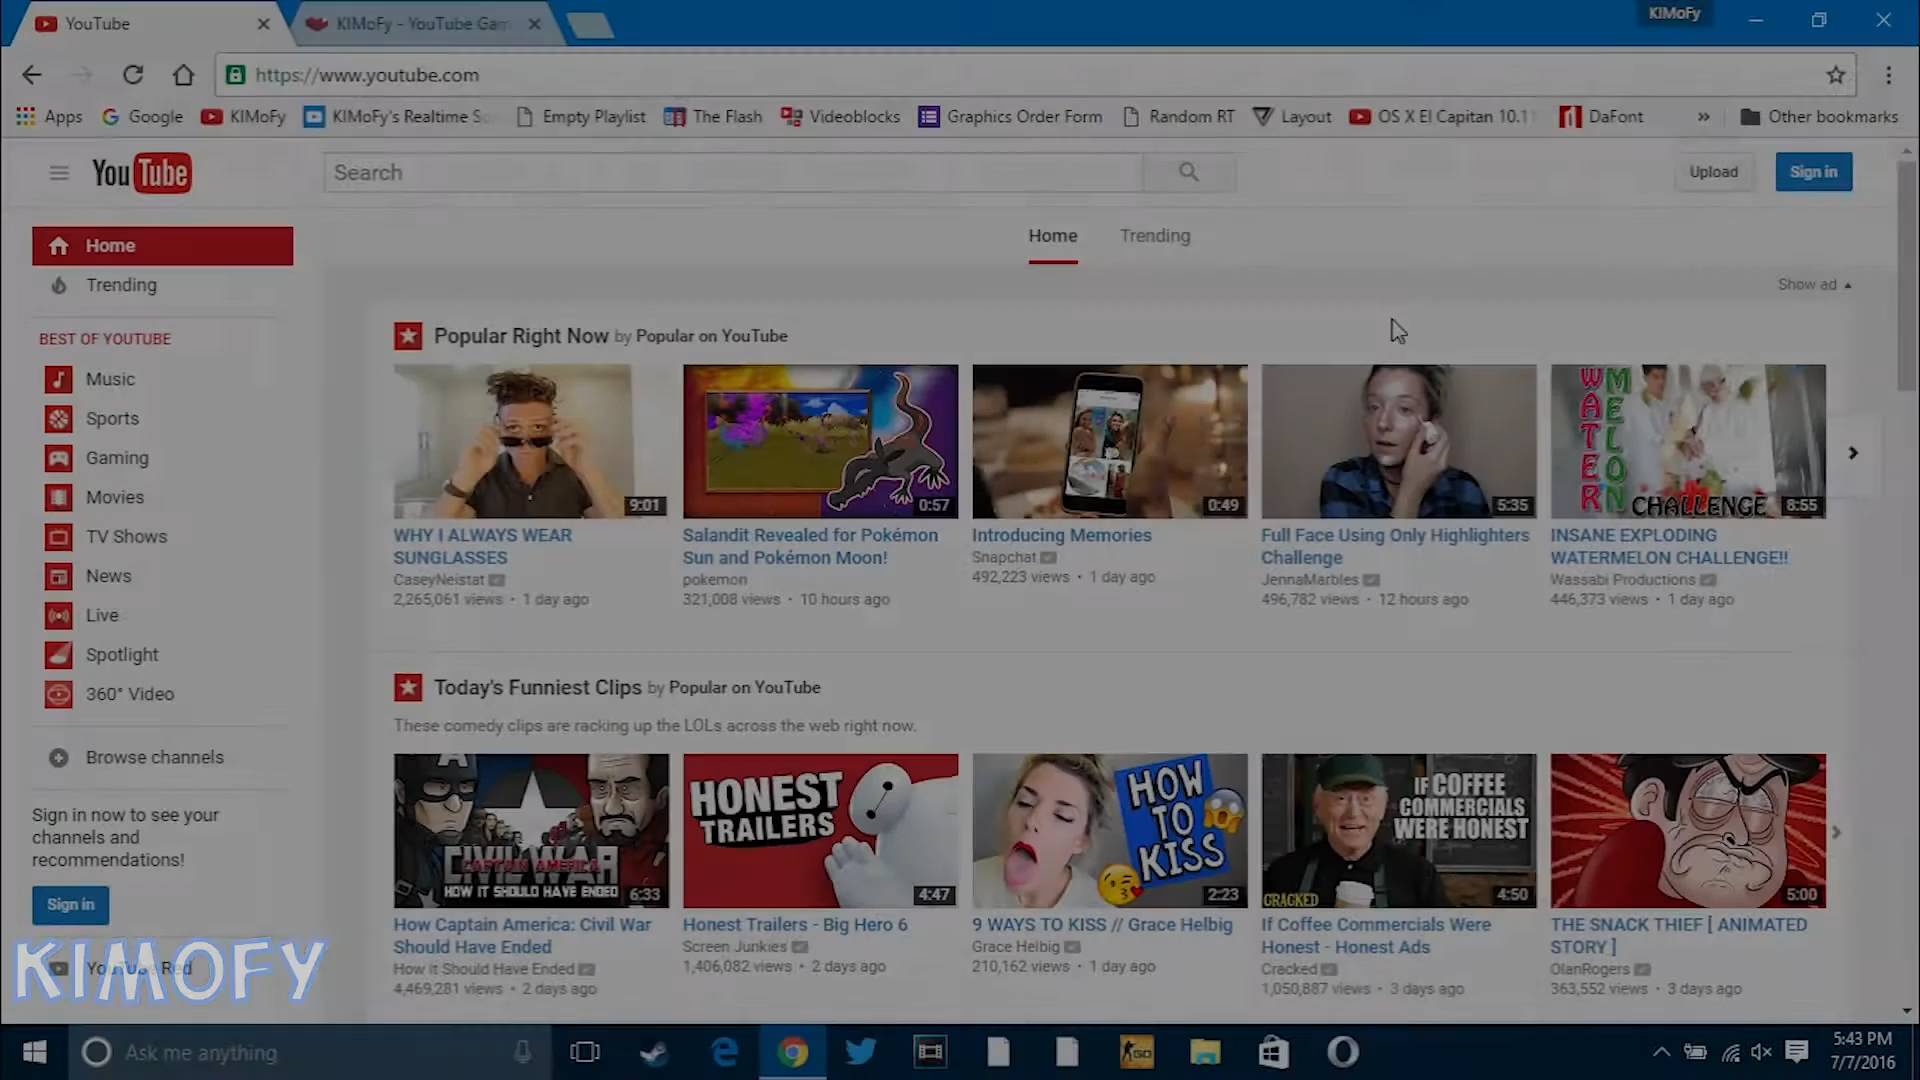 YouTube
KIMoFy - YouTube Gam
KIMoFy
https://www.youtube.com
Apps
Google
KIMoFy
KIMoFy's Realtime S
Empty Playlist
The Flash
Videoblocks
Graphics Order Form
Random RT
Layout
OS X El Capitan 10.11
DaFont
»
Other bookmarks
YouTube
Search
Upload
Sign in
Home
Trending
Show ad
Home
Trending
BEST OF YOUTUBE
Music
Sports
Gaming
Movies
TV Shows
News
Live
Spotlight
360° Video
Browse channels
Sign in now to see your
channels and
recommendations!
Sign in
YouTube Red
KIMOFY
Popular Right Now by Popular on YouTube
9:01
WHY I ALWAYS WEAR
SUNGLASSES
CaseyNeistat
2,265,061 views • 1 day ago
0:57
Salandit Revealed for Pokémon
Sun and Pokémon Moon!
pokemon
321,008 views • 10 hours ago
0:49
Introducing Memories
Snapchat
492,223 views • 1 day ago
5:35
Full Face Using Only Highlighters
Challenge
JennaMarbles
496,782 views • 12 hours ago
WATER
MELON
CHALLENGE
8:55
INSANE EXPLODING
WATERMELON CHALLENGE!!
Wassabi Productions
446,373 views • 1 day ago
Today's Funniest Clips by Popular on YouTube
These comedy clips are racking up the LOLs across the web right now.
CIVIL WAR
CAPTAIN AMERICA
HOW IT SHOULD HAVE ENDED
6:33
How Captain America: Civil War
Should Have Ended
How It Should Have Ended
4,469,281 views • 2 days ago
HONEST
TRAILERS
4:47
Honest Trailers - Big Hero 6
Screen Junkies
1,406,082 views • 2 days ago
HOW
TO
KISS
2:23
9 WAYS TO KISS // Grace Helbig
Grace Helbig
210,162 views • 1 day ago
IF COFFEE
COMMERCIALS
WERE HONEST
CRACKED
4:50
If Coffee Commercials Were
Honest - Honest Ads
Cracked
1,050,887 views • 3 days ago
5:00
THE SNACK THIEF [ ANIMATED
STORY ]
OlanRogers
363,552 views • 3 days ago
Ask me anything
GO
5:43 PM
7/7/2016